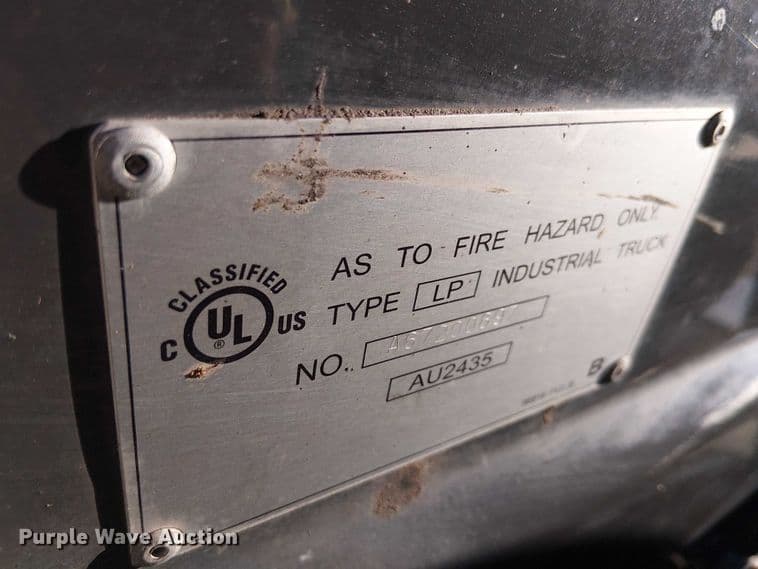 CLASSIFIED
C UL® US
AS TO FIRE HAZARD ONLY.
TYPE LP INDUSTRIAL TRUCK
NO..
AU2435
B
Purple Wave Auction